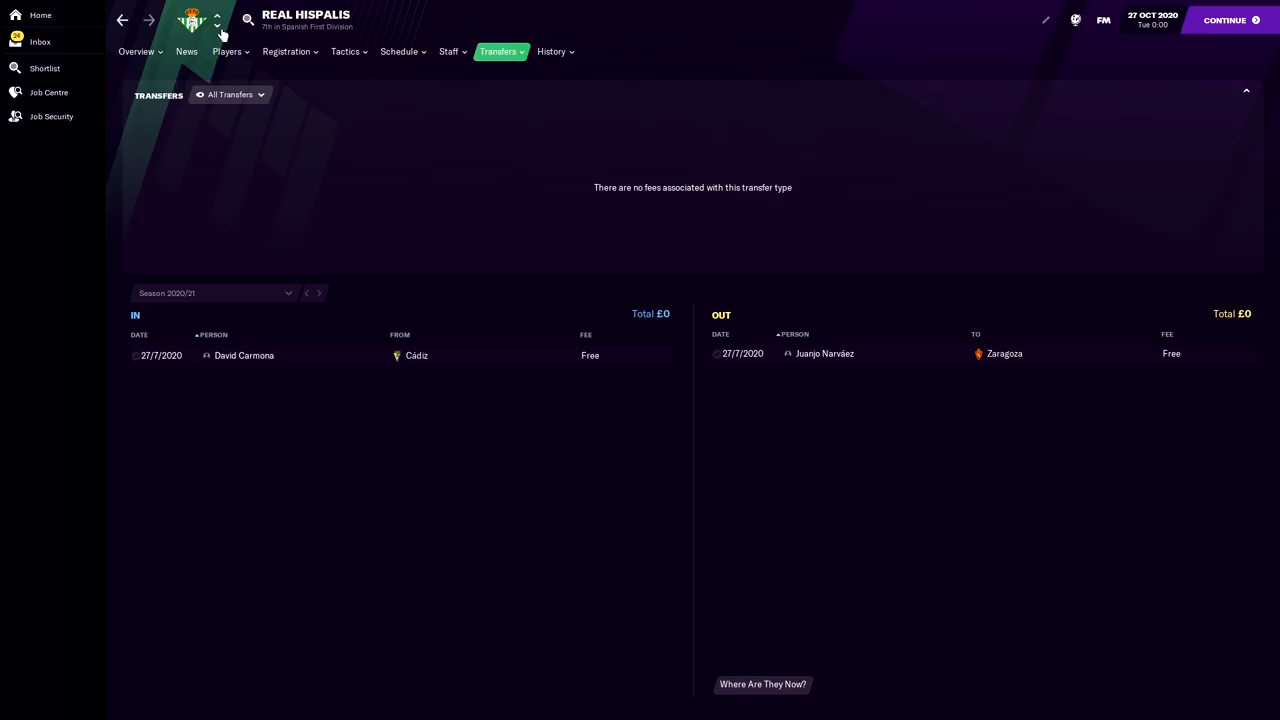 Home
24
Inbox
Shortlist
Job Centre
Job Security
REAL HISPALIS
7th in Spanish First Division
FM
27 OCT 2020
Tue 0:00
CONTINUE
Overview News Players Registration Tactics Schedule Staff Transfers History
TRANSFERS All Transfers
There are no fees associated with this transfer type
Season 2020/21
IN Total £0
DATE PERSON FROM FEE
27/7/2020 David Carmona Cádiz Free
OUT Total £0
DATE PERSON TO FEE
27/7/2020 Juanjo Narváez Zaragoza Free
Where Are They Now?